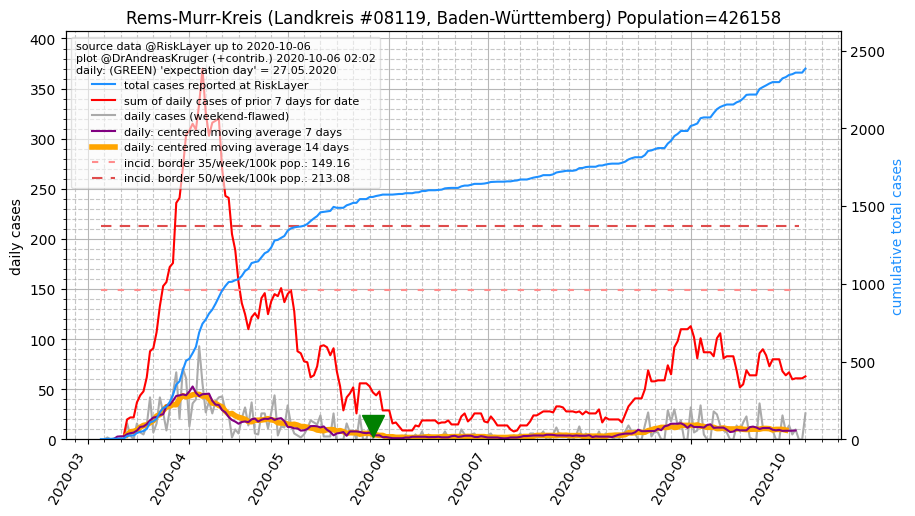 Rems-Murr-Kreis (Landkreis #08119, Baden-Württemberg) Population=426158
source data @RiskLayer up to 2020-10-06
plot @DrAndreasKruger (+contrib.) 2020-10-06 02:02
daily: (GREEN) 'expectation day' = 27.05.2020
total cases reported at RiskLayer
sum of daily cases of prior 7 days for date
daily cases (weekend-flawed)
daily: centered moving average 7 days
daily: centered moving average 14 days
incid. border 35/week/100k pop.: 149.16
incid. border 50/week/100k pop.: 213.08
daily cases
400
350
300
250
200
150
100
50
0
cumulative total cases
2500
2000
1500
1000
500
0
2020-03
2020-04
2020-05
2020-06
2020-07
2020-08
2020-09
2020-10